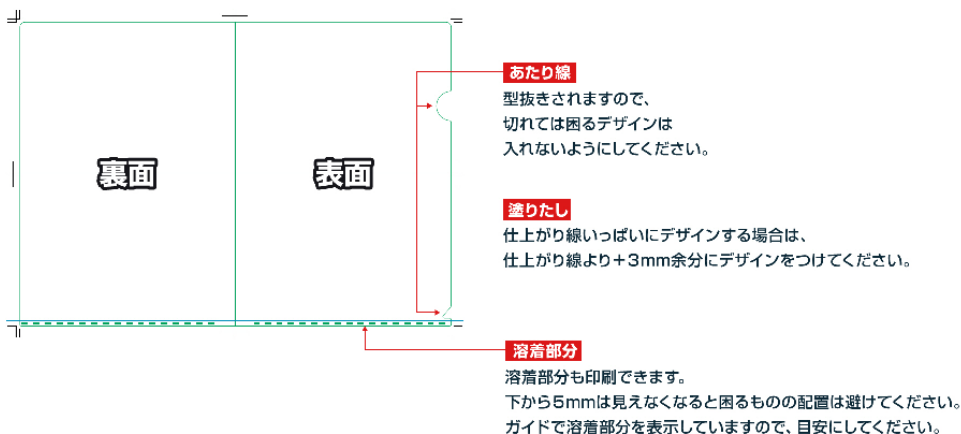 裏面
表面
あたり線
型抜きされますので、
切れては困るデザインは
入れないようにしてください。
塗りたし
仕上がり線いっぱいにデザインする場合は、
仕上がり線より+3mm余分にデザインをつけてください。
溶着部分
溶着部分も印刷できます。
下から5mmは見えなくなると困るものの配置は避けてください。
ガイドで溶着部分を表示していますので、目安にしてください。